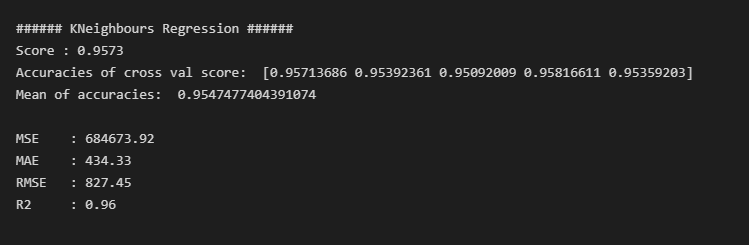 ###### KNeighbours Regression ######
Score : 0.9573
Accuracies of cross val score:  [0.95713686 0.95392361 0.95092009 0.95816611 0.95359203]
Mean of accuracies:  0.9547477404391074
MSE    : 684673.92
MAE    : 434.33
RMSE   : 827.45
R2     : 0.96